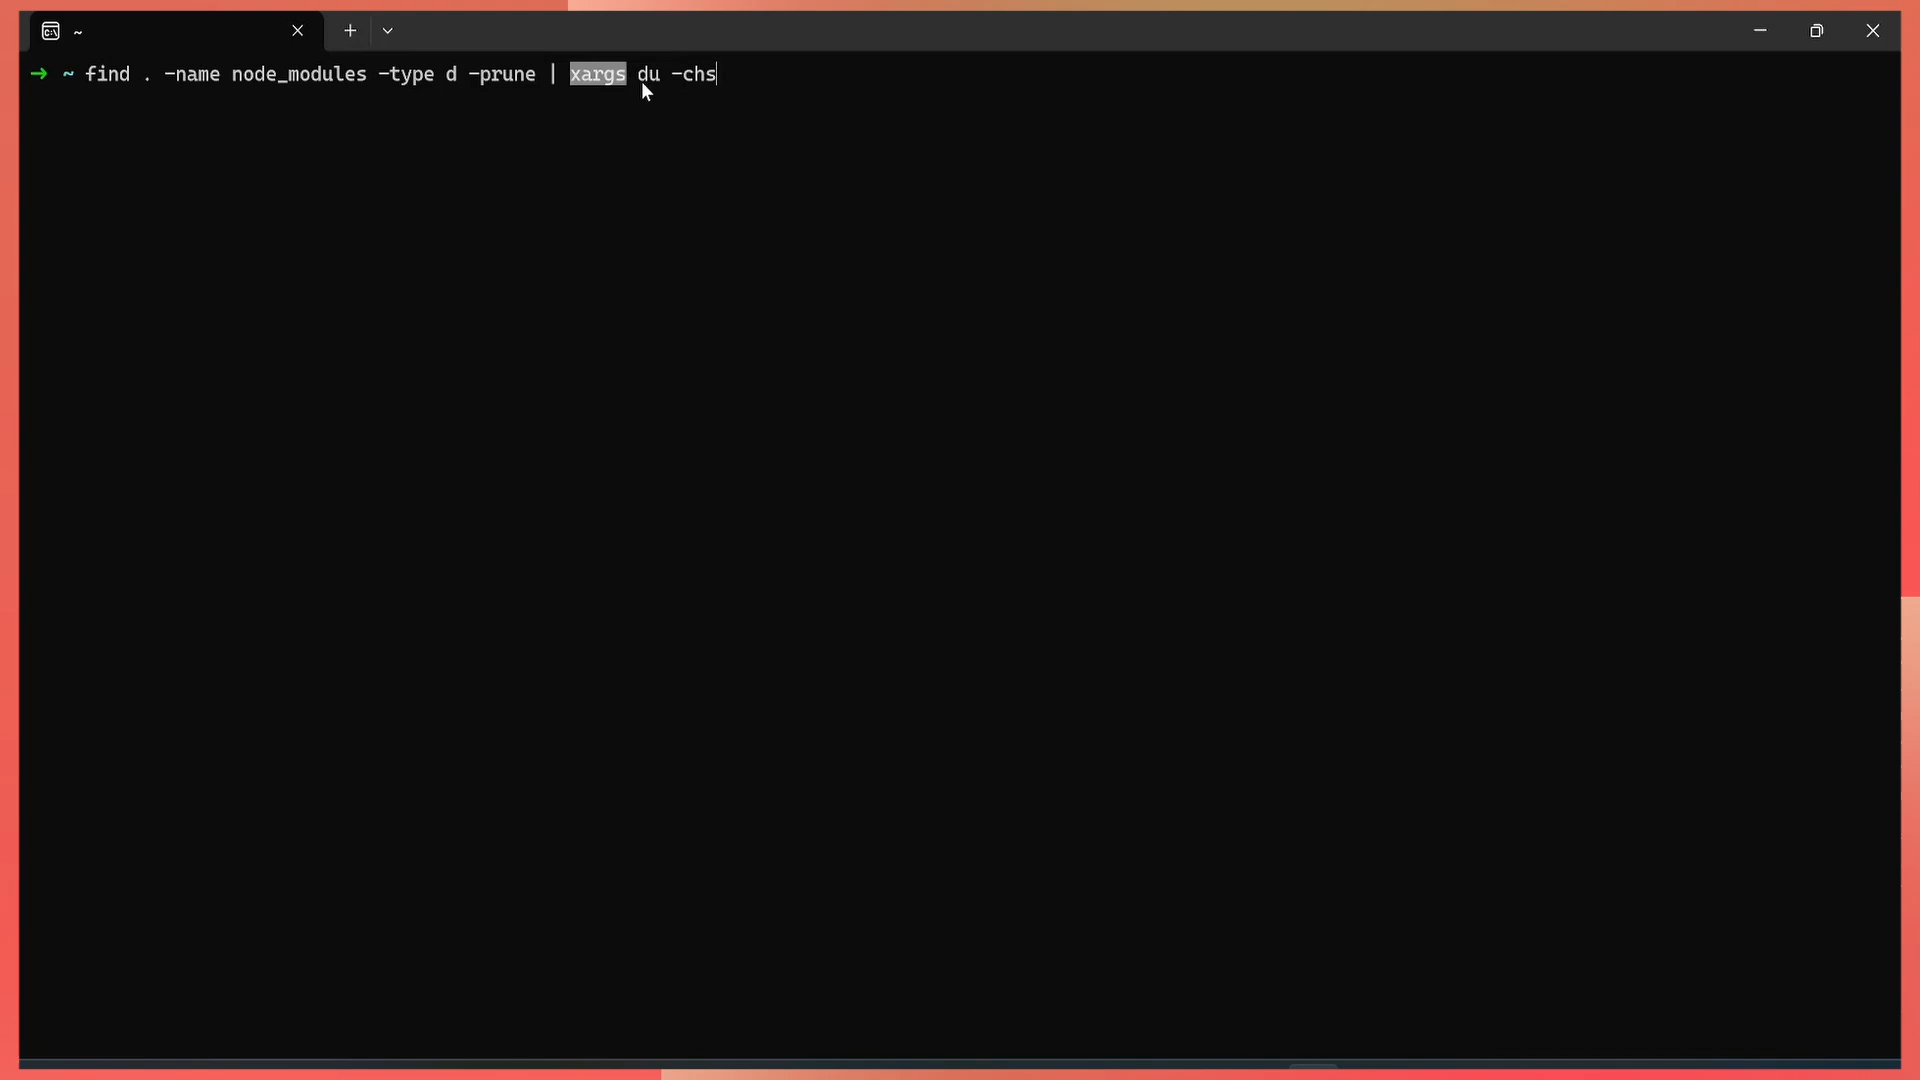 ~
→ ~ find . -name node_modules -type d -prune | xargs du -chs